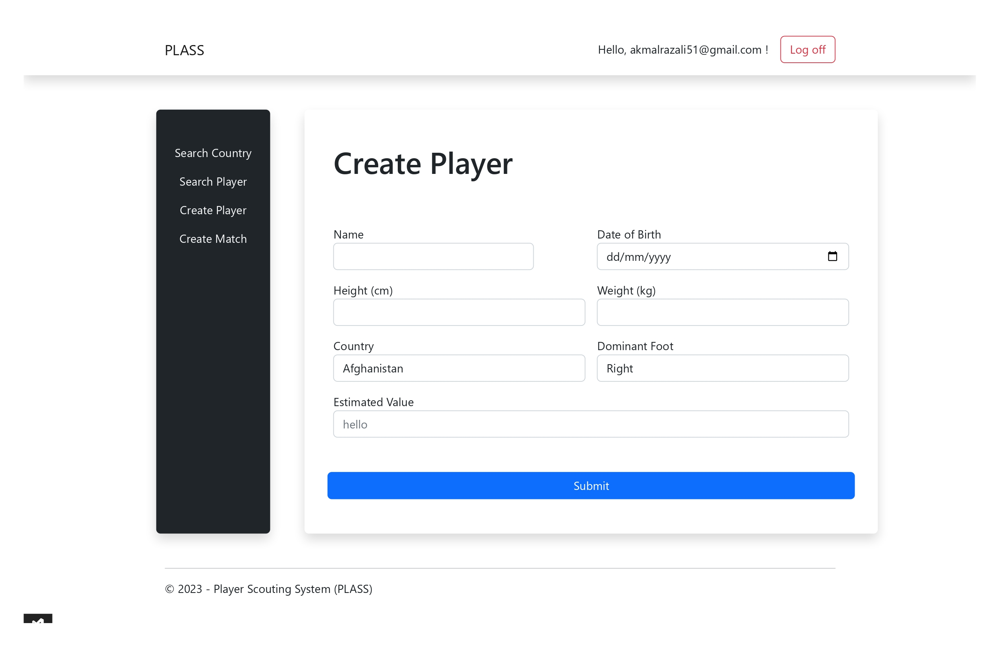 PLASS
Hello, akmalrazali51@gmail.com !
Log off
Search Country
Search Player
Create Player
Create Match
Create Player
Name
Date of Birth
dd/mm/yyyy
Height (cm)
Weight (kg)
Country
Dominant Foot
Afghanistan
Right
Estimated Value
hello
Submit
© 2023 - Player Scouting System (PLASS)